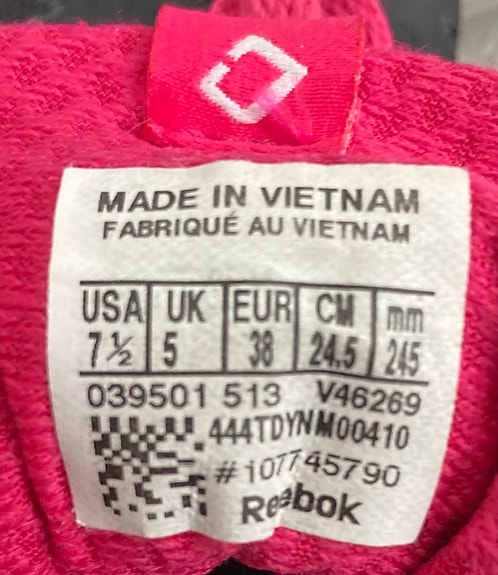 MADE IN VIETNAM
FABRIQUÉ AU VIETNAM
USA UK EUR CM mm
7½ 5 38 24.5 245
039501 513 V46269
444TDYNM00410
#107745790
Reebok